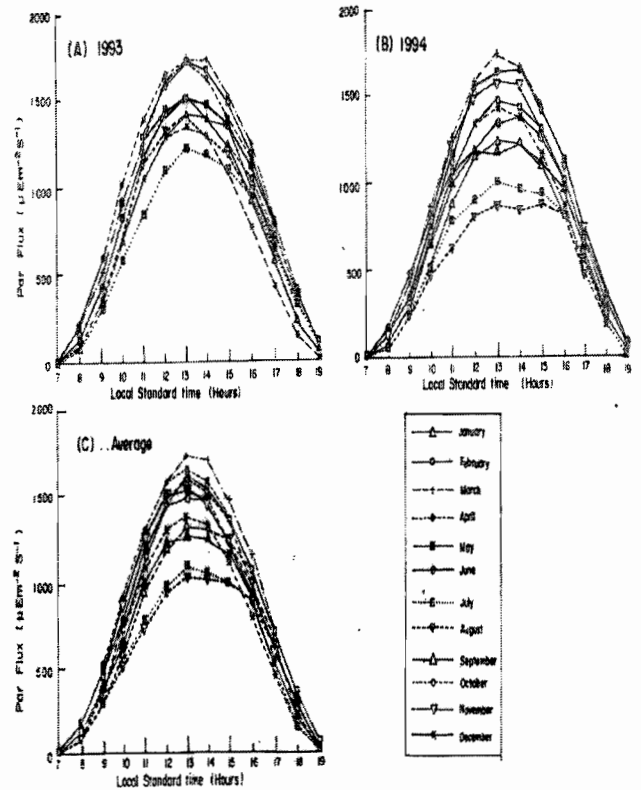 (A) 1993
Par Flux (μEm⁻²S⁻¹)
2000
1500
1000
500
0
7 8 9 10 11 12 13 14 15 16 17 18 19
Local Standard time (Hours)
(B) 1994
2000
1500
1000
500
0
7 8 9 10 11 12 13 14 15 16 17 18 19
Local Standard time (Hours)
(C) ..Average
Par Flux (μEm⁻²S⁻¹)
2000
1500
1000
500
0
7 8 9 10 11 12 13 14 15 16 17 18 19
Local Standard time (Hours)
January
February
March
April
May
June
July
August
September
October
November
December